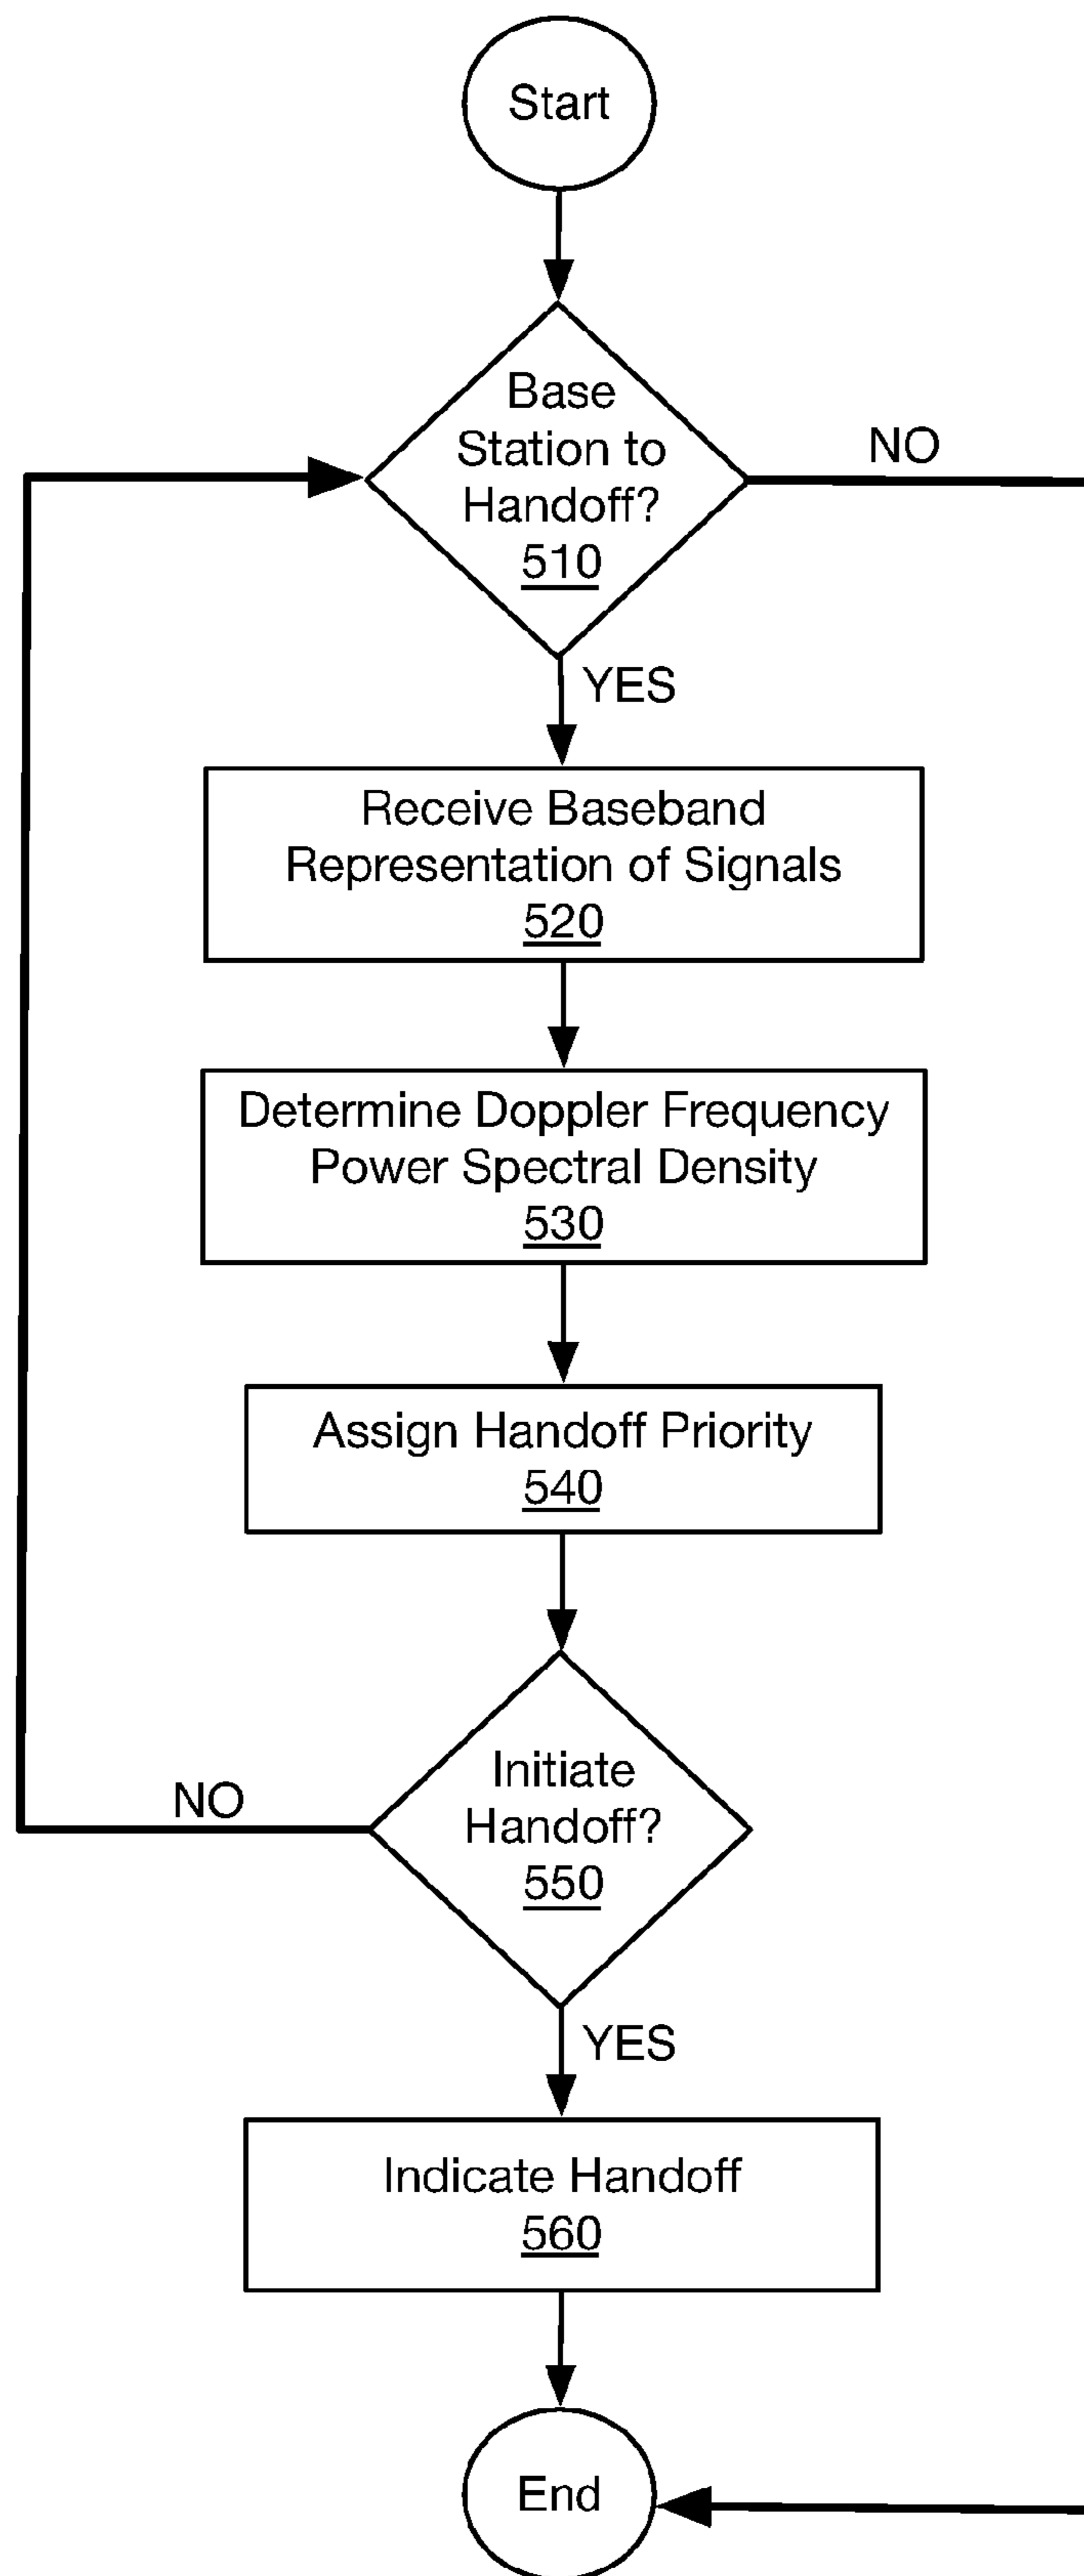 Start
Base
Station to
Handoff?
510
NO
YES
Receive Baseband
Representation of Signals
520
Determine Doppler Frequency
Power Spectral Density
530
Assign Handoff Priority
540
Initiate
Handoff?
550
NO
YES
Indicate Handoff
560
End